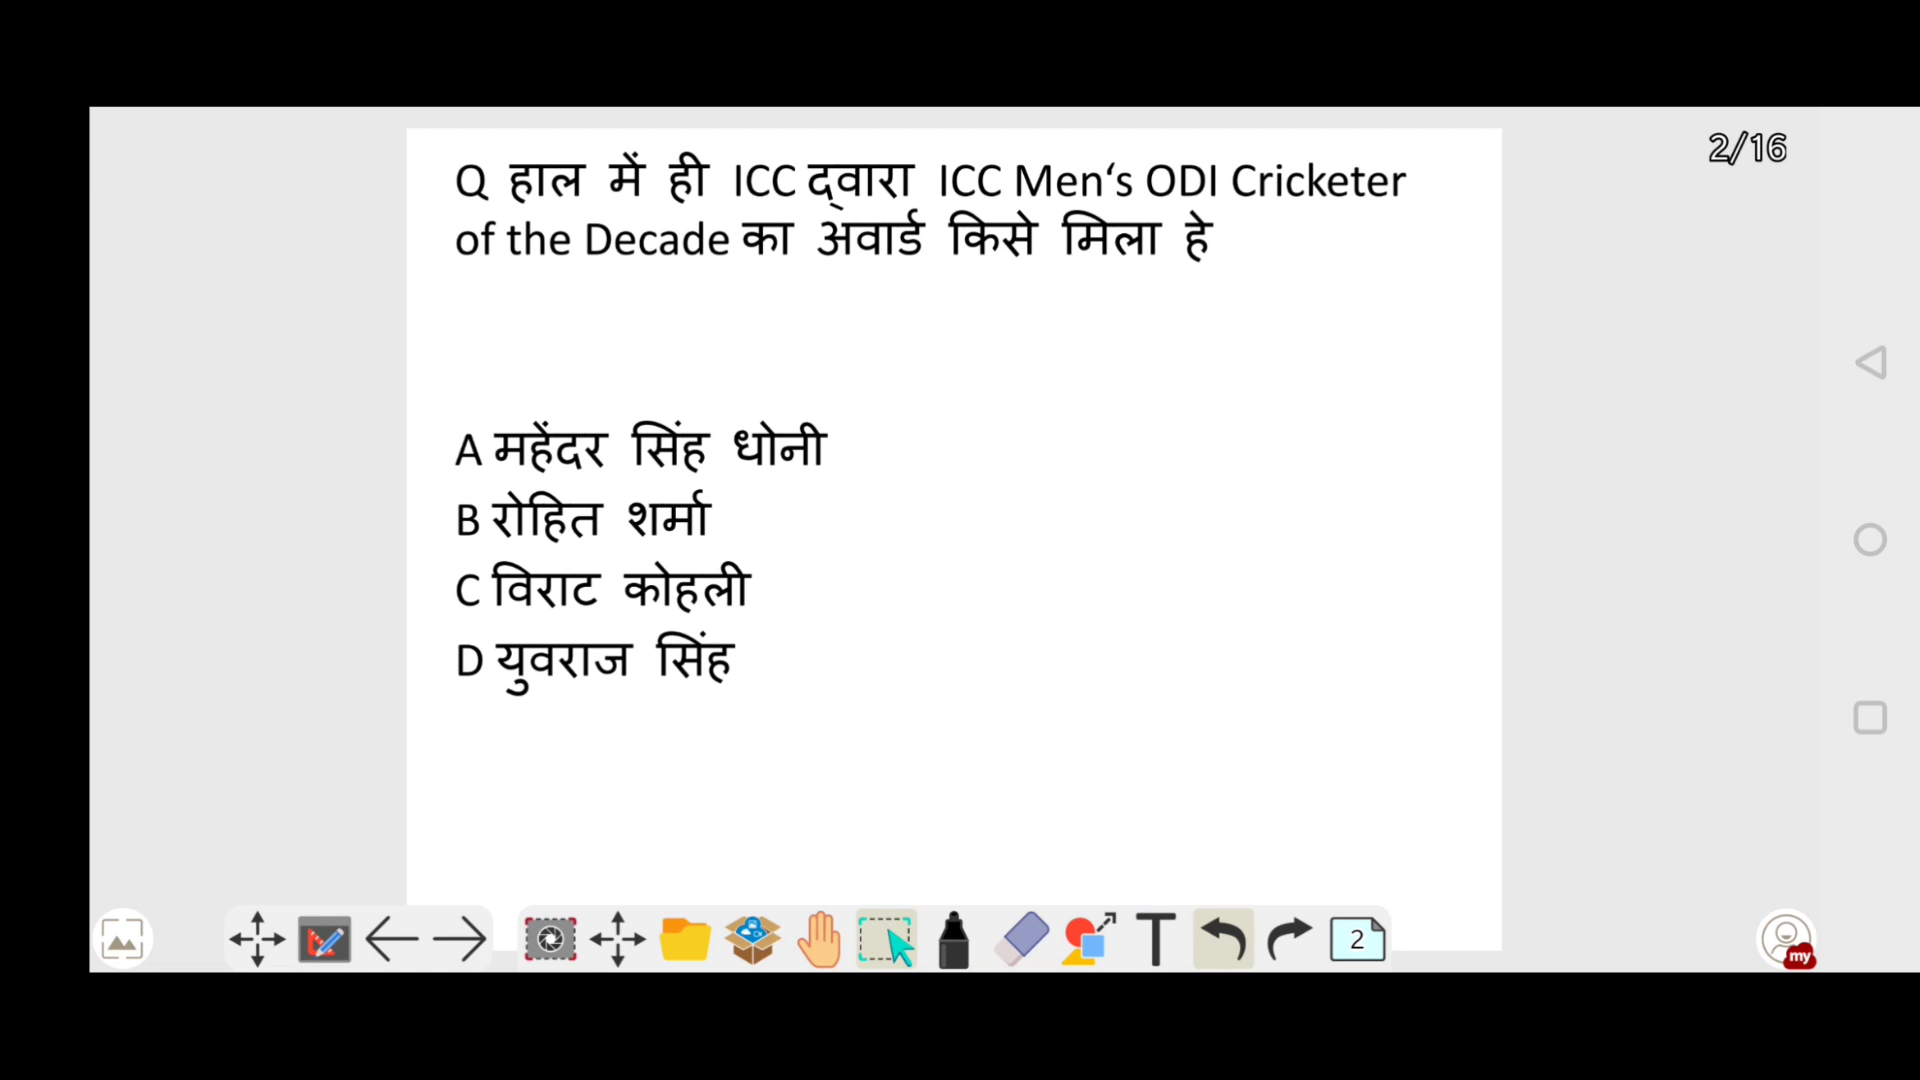 2/16
Q हाल में ही ICC द्वारा ICC Men‘s ODI Cricketer
of the Decade का अवार्ड किसे मिला हे
A महेंदर सिंह धोनी
B रोहित शर्मा
C विराट कोहली
D युवराज सिंह
T
2
my